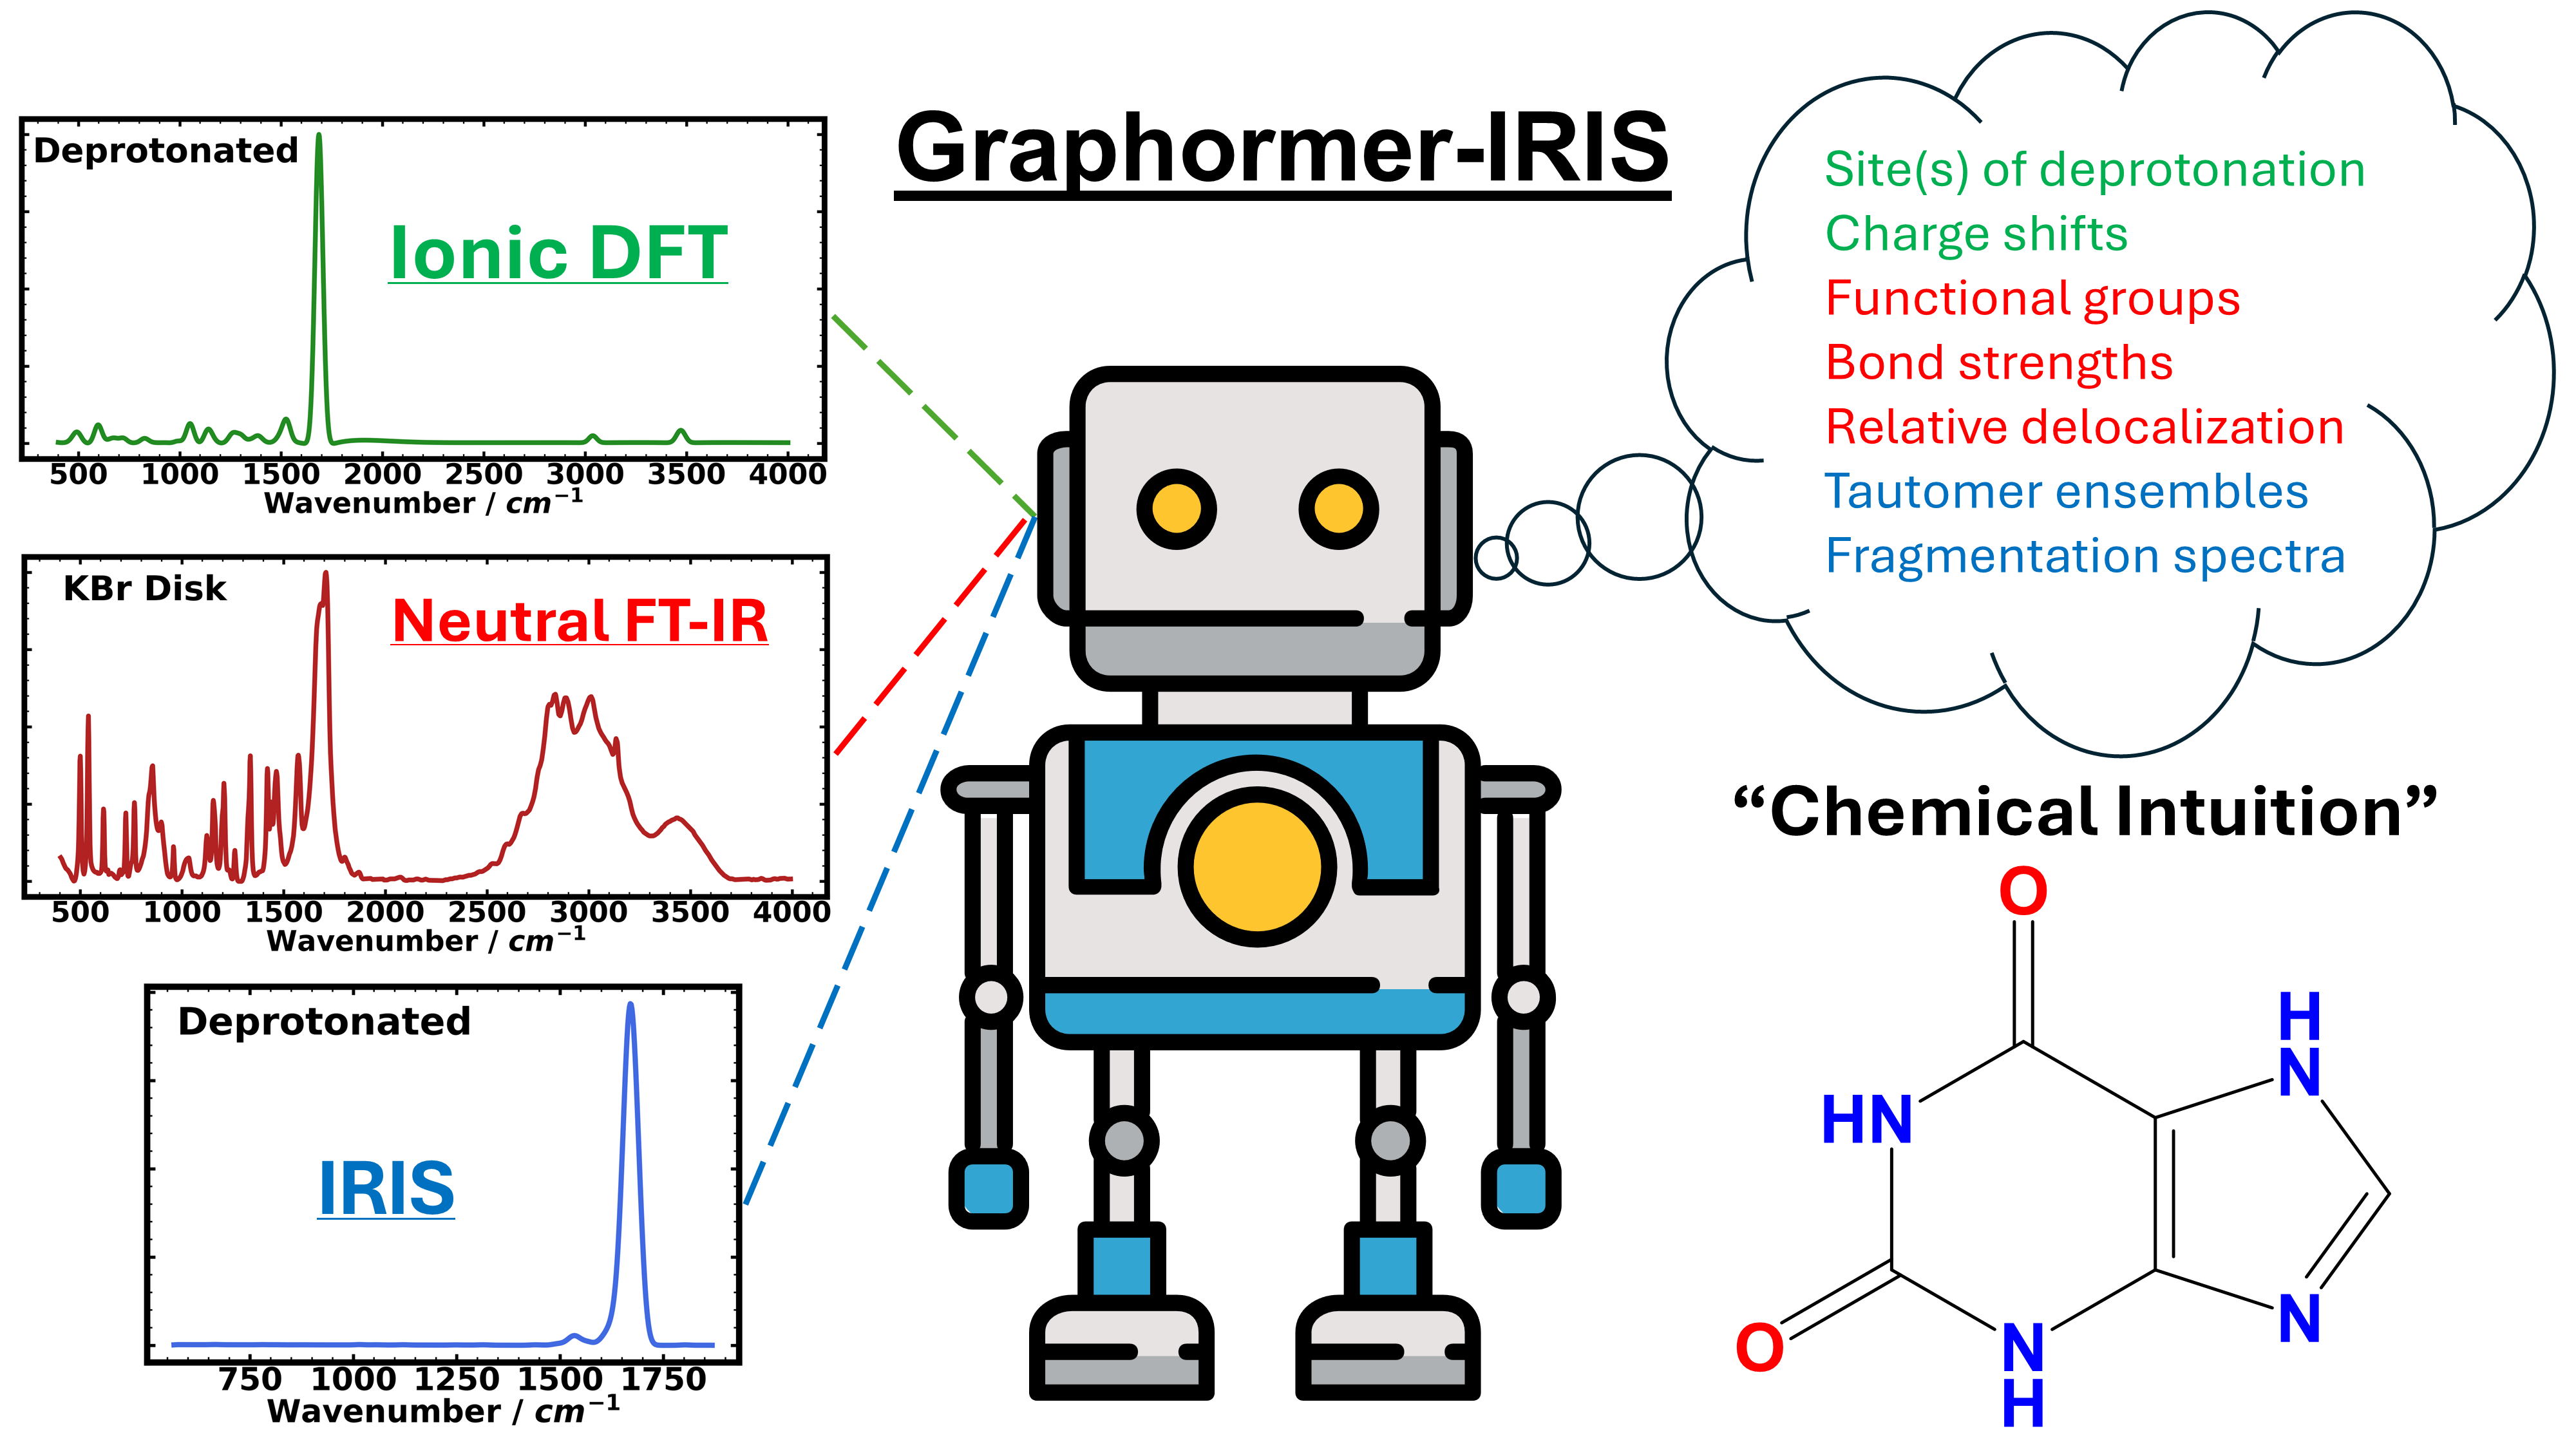 Graphormer-IRIS
Deprotonated
Ionic DFT
500 1000 1500 2000 2500 3000 3500 4000
Wavenumber / cm⁻¹
KBr Disk
Neutral FT-IR
500 1000 1500 2000 2500 3000 3500 4000
Wavenumber / cm⁻¹
Deprotonated
IRIS
750 1000 1250 1500 1750
Wavenumber / cm⁻¹
Site(s) of deprotonation
Charge shifts
Functional groups
Bond strengths
Relative delocalization
Tautomer ensembles
Fragmentation spectra
“Chemical Intuition”
O
H
N
HN
O
N
H
N